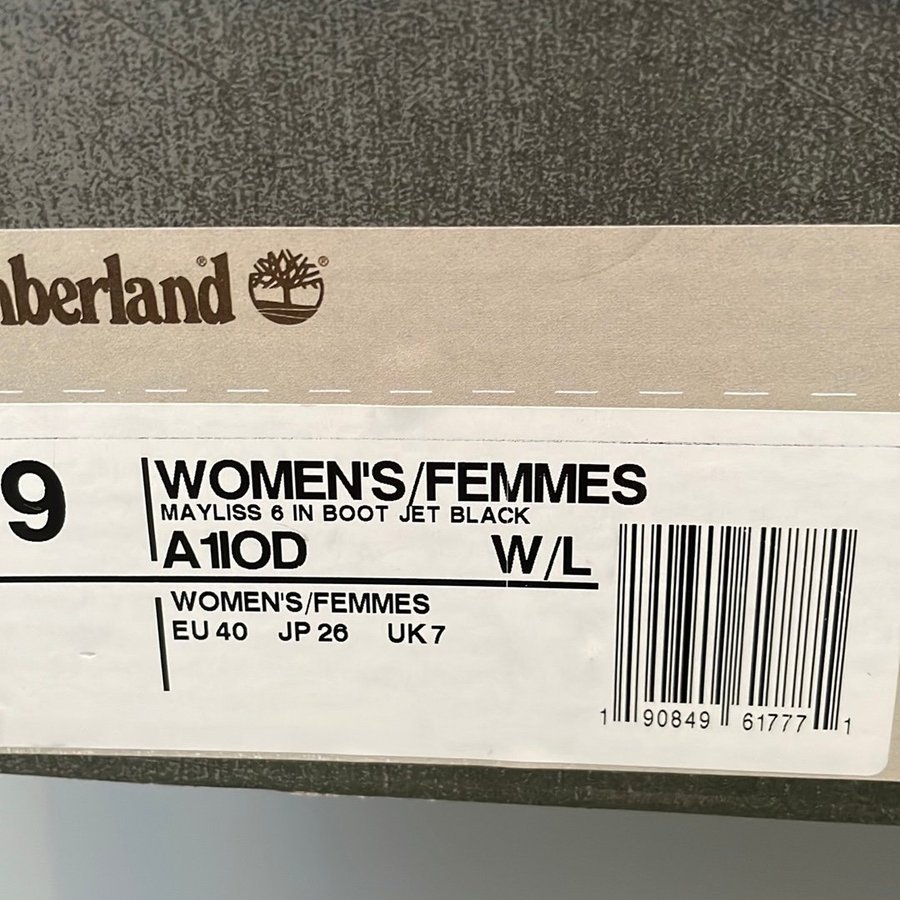 mberland®
9
WOMEN'S/FEMMES
MAYLISS 6 IN BOOT JET BLACK
A1IOD W/L
WOMEN'S/FEMMES
EU 40 JP 26 UK 7
1 90849 61777 1